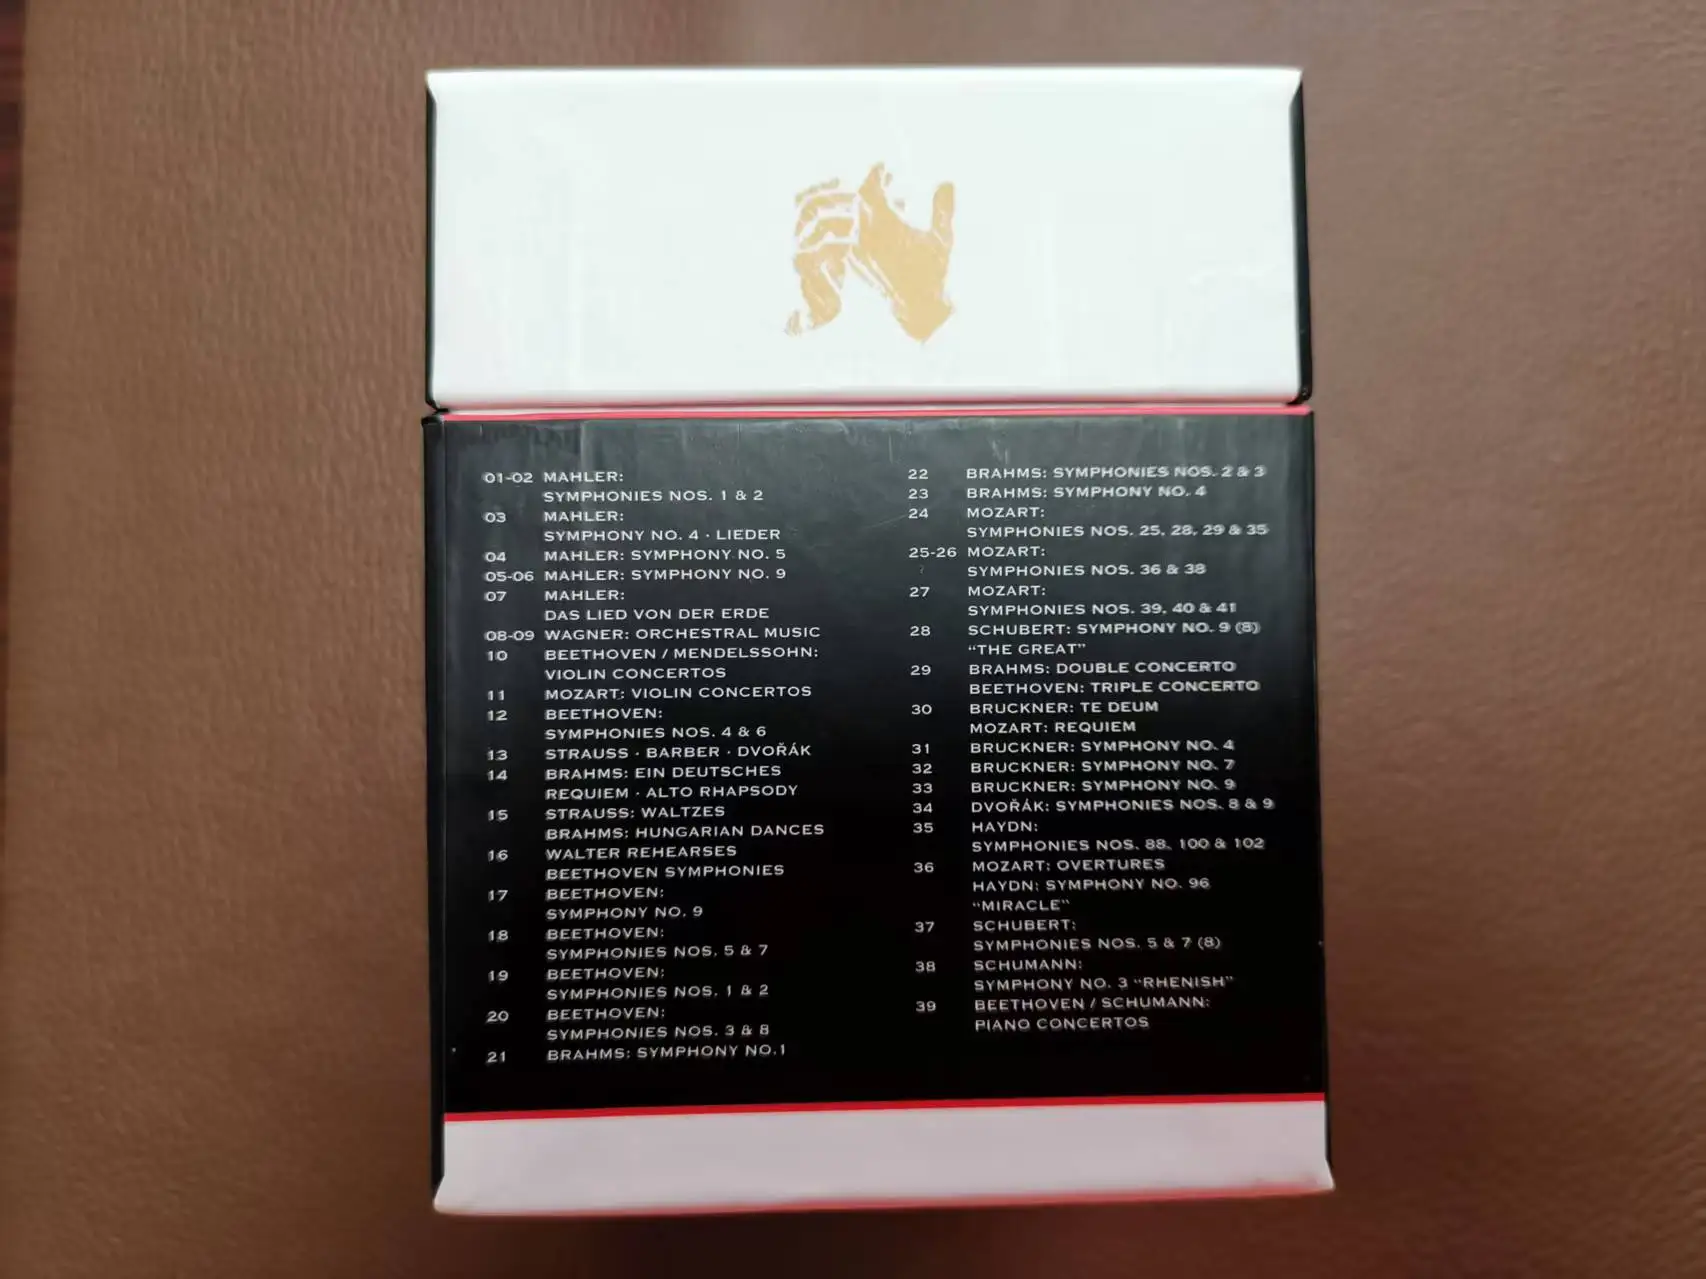 01-02 MAHLER:
SYMPHONIES NOS. 1 & 2
03 MAHLER:
SYMPHONY NO. 4 · LIEDER
04 MAHLER: SYMPHONY NO. 5
05-06 MAHLER: SYMPHONY NO. 9
07 MAHLER:
DAS LIED VON DER ERDE
08-09 WAGNER: ORCHESTRAL MUSIC
10 BEETHOVEN / MENDELSSOHN:
VIOLIN CONCERTOS
11 MOZART: VIOLIN CONCERTOS
12 BEETHOVEN:
SYMPHONIES NOS. 4 & 6
13 STRAUSS · BARBER · DVOŘÁK
14 BRAHMS: EIN DEUTSCHES
REQUIEM · ALTO RHAPSODY
15 STRAUSS: WALTZES
BRAHMS: HUNGARIAN DANCES
16 WALTER REHEARSES
BEETHOVEN SYMPHONIES
17 BEETHOVEN:
SYMPHONY NO. 9
18 BEETHOVEN:
SYMPHONIES NOS. 5 & 7
19 BEETHOVEN:
SYMPHONIES NOS. 1 & 2
20 BEETHOVEN:
SYMPHONIES NOS. 3 & 8
21 BRAHMS: SYMPHONY NO.1
22 BRAHMS: SYMPHONIES NOS. 2 & 3
23 BRAHMS: SYMPHONY NO. 4
24 MOZART:
SYMPHONIES NOS. 25, 28, 29 & 35
25-26 MOZART:
SYMPHONIES NOS. 36 & 38
27 MOZART:
SYMPHONIES NOS. 39, 40 & 41
28 SCHUBERT: SYMPHONY NO. 9 (8)
"THE GREAT"
29 BRAHMS: DOUBLE CONCERTO
BEETHOVEN: TRIPLE CONCERTO
30 BRUCKNER: TE DEUM
MOZART: REQUIEM
31 BRUCKNER: SYMPHONY NO. 4
32 BRUCKNER: SYMPHONY NO. 7
33 BRUCKNER: SYMPHONY NO. 9
34 DVOŘÁK: SYMPHONIES NOS. 8 & 9
35 HAYDN:
SYMPHONIES NOS. 88, 100 & 102
36 MOZART: OVERTURES
HAYDN: SYMPHONY NO. 96
"MIRACLE"
37 SCHUBERT:
SYMPHONIES NOS. 5 & 7 (8)
38 SCHUMANN:
SYMPHONY NO. 3 "RHENISH"
39 BEETHOVEN / SCHUMANN:
PIANO CONCERTOS